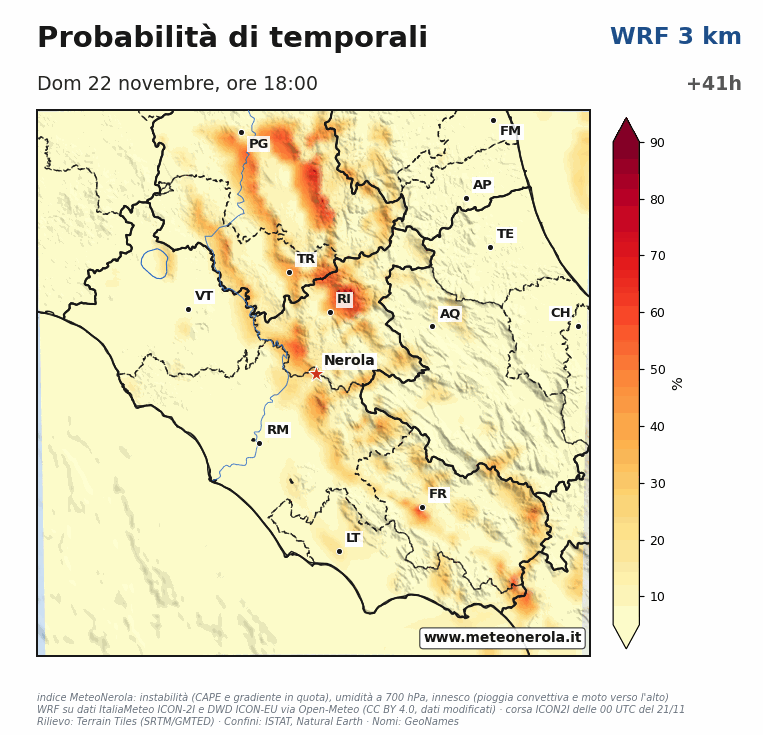 Probabilità di temporali
WRF 3 km
Dom 22 novembre, ore 18:00
+41h
FM
PG
AP
TE
TR
VT
RI
AQ
CH
Nerola
RM
FR
LT
www.meteonerola.it
90
80
70
60
50
40
30
20
10
%
indice MeteoNerola: instabilità (CAPE e gradiente in quota), umidità a 700 hPa, innesco (pioggia convettiva e moto verso l'alto)
WRF su dati ItaliaMeteo ICON-2I e DWD ICON-EU via Open-Meteo (CC BY 4.0, dati modificati) · corsa ICON2I delle 00 UTC del 21/11
Rilievo: Terrain Tiles (SRTM/GMTED) · Confini: ISTAT, Natural Earth · Nomi: GeoNames